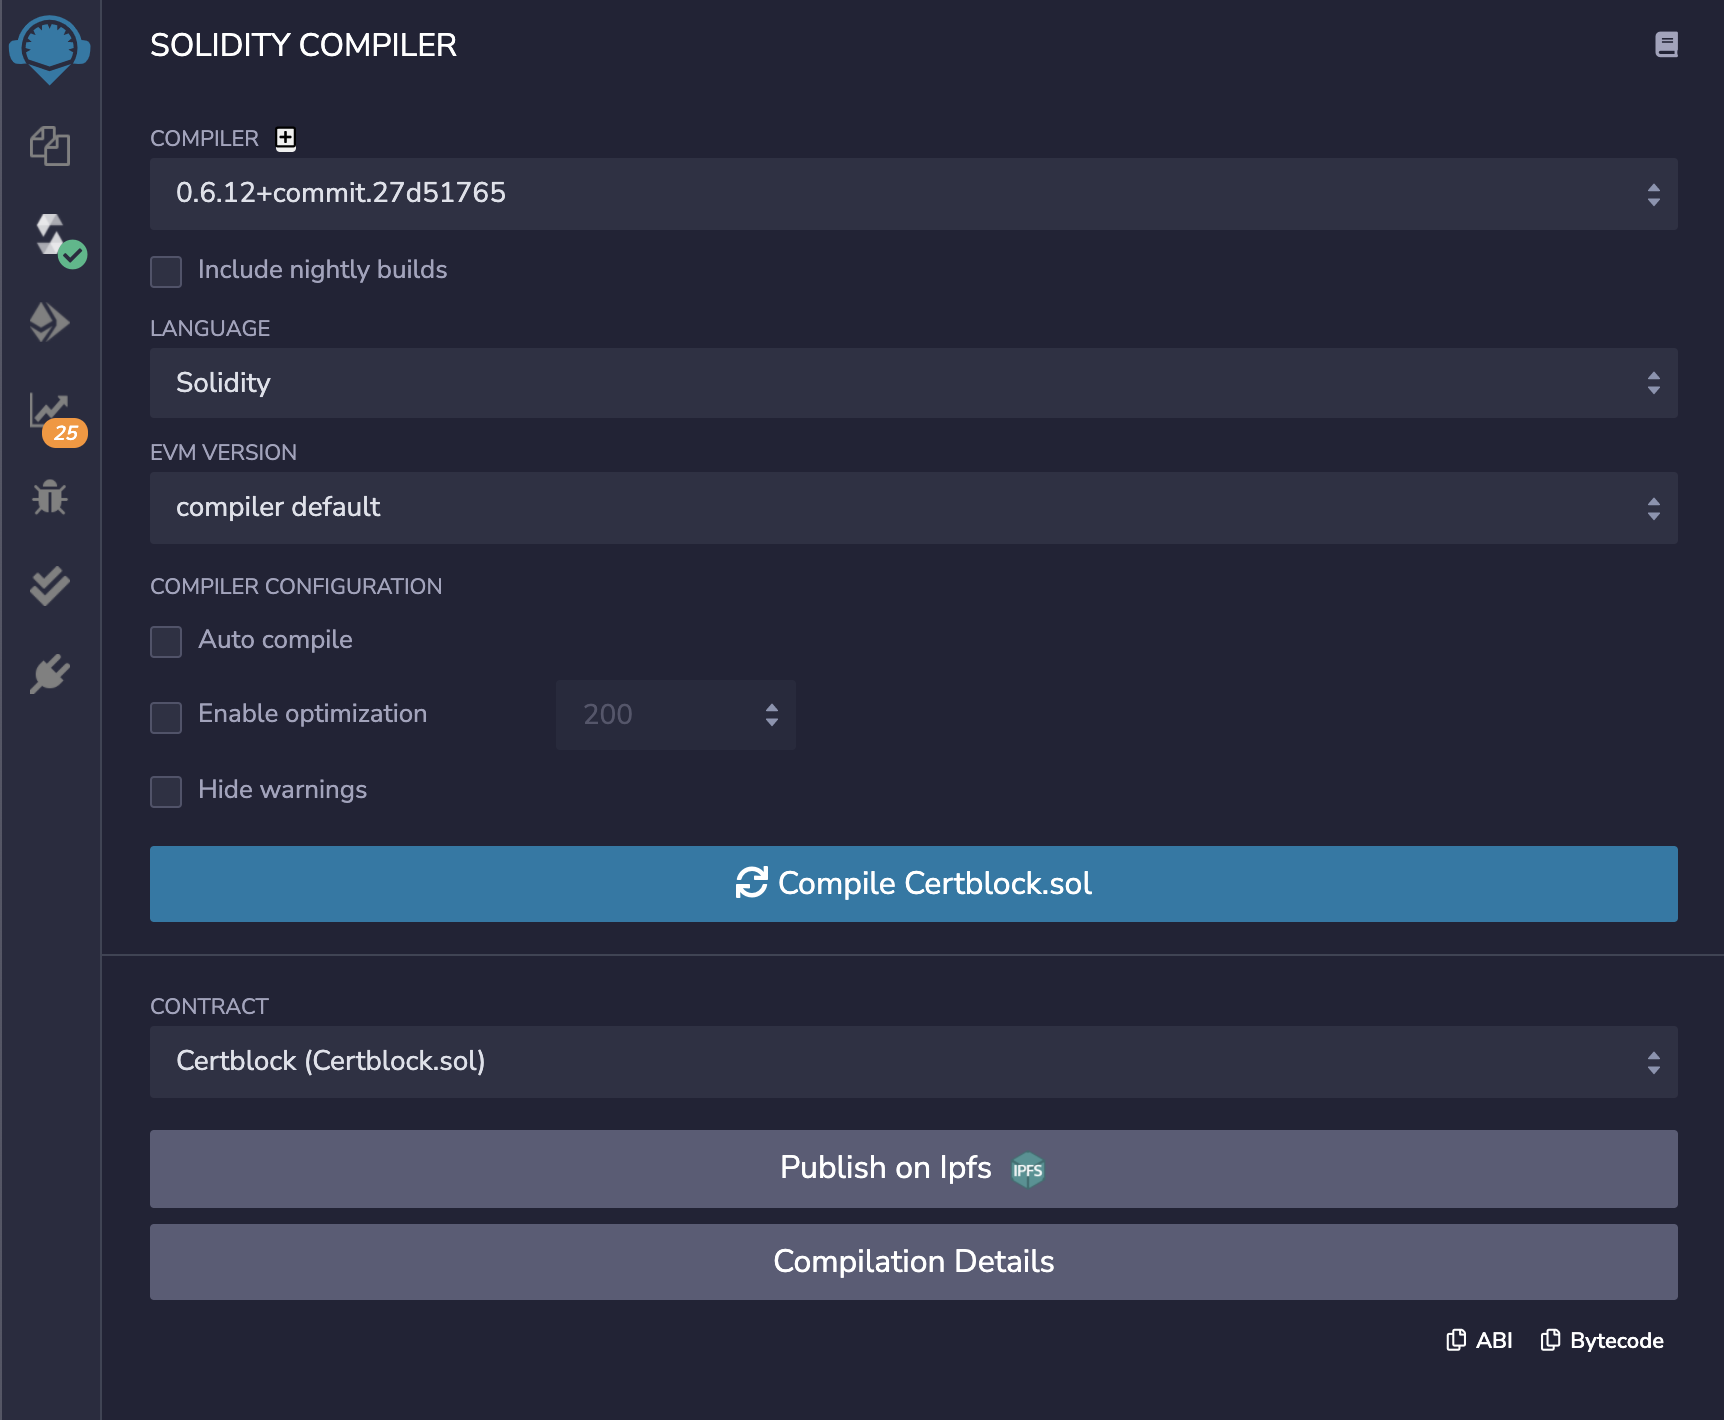 SOLIDITY COMPILER
COMPILER
0.6.12+commit.27d51765
Include nightly builds
LANGUAGE
Solidity
EVM VERSION
compiler default
25
COMPILER CONFIGURATION
Auto compile
Enable optimization 200
Hide warnings
Compile Certblock.sol
CONTRACT
Certblock (Certblock.sol)
Publish on Ipfs IPFS
Compilation Details
ABI Bytecode